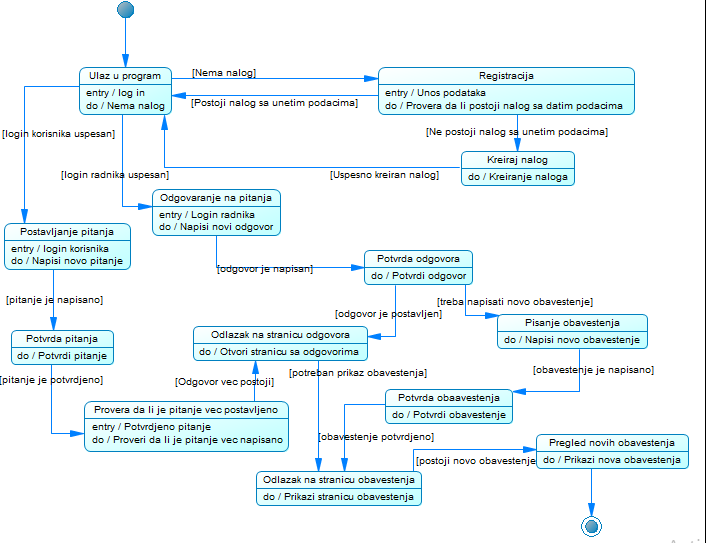 Ulaz u program
entry / log in
do / Nema nalog
[Nema nalog]
[Postoji nalog sa unetim podacima]
Registracija
entry / Unos podataka
do / Provera da li postoji nalog sa datim podacima
[login korisnika uspesan]
[Ne postoji nalog sa unetim podacima]
[login radnika uspesan]
[Uspesno kreiran nalog]
Kreiraj nalog
do / Kreiranje naloga
Odgovaranje na pitanja
entry / Login radnika
do / Napisi novi odgovor
Postavljanje pitanja
entry / login korisnika
do / Napisi novo pitanje
[odgovor je napisan]
Potvrda odgovora
do / Potvrdi odgovor
[pitanje je napisano]
[odgovor je postavljen]
[treba napisati novo obavestenje]
Potvrda pitanja
do / Potvrdi pitanje
Odlazak na stranicu odgovora
do / Otvori stranicu sa odgovorima
Pisanje obavestenja
do / Napisi novo obavestenje
[pitanje je potvrdjeno]
[Odgovor vec postoji]
[potreban prikaz obavestenja]
[obavestenje je napisano]
Provera da li je pitanje vec postavljeno
entry / Potvrdjeno pitanje
do / Proveri da li je pitanje vec napisano
Potvrda obaavestenja
do / Potvrdi obavestenje
[obavestenje potvrdjeno]
Pregled novih obavestenja
do / Prikazi nova obavestenja
[postoji novo obavestenje
Odlazak na stranicu obavestenja
do / Prikazi stranicu obavestenja